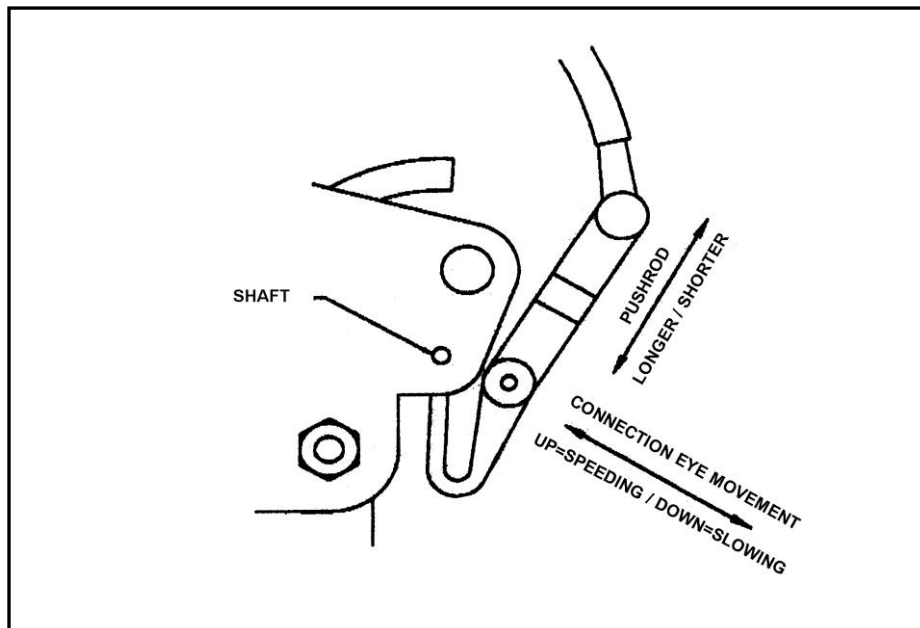 SHAFT
PUSHROD
LONGER / SHORTER
CONNECTION EYE MOVEMENT
UP=SPEEDING / DOWN=SLOWING